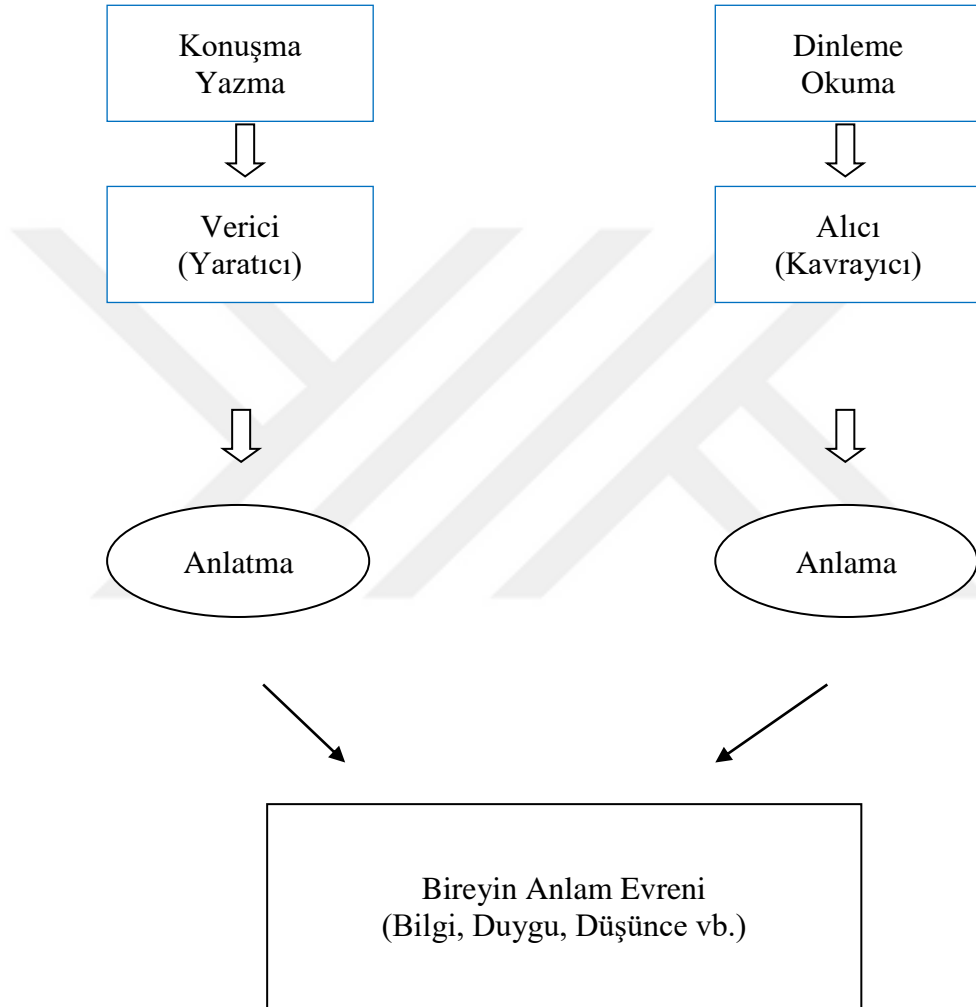 Konuşma
Yazma
Dinleme
Okuma
Verici
(Yaratıcı)
Alıcı
(Kavrayıcı)
Anlatma
Anlama
Bireyin Anlam Evreni
(Bilgi, Duygu, Düşünce vb.)